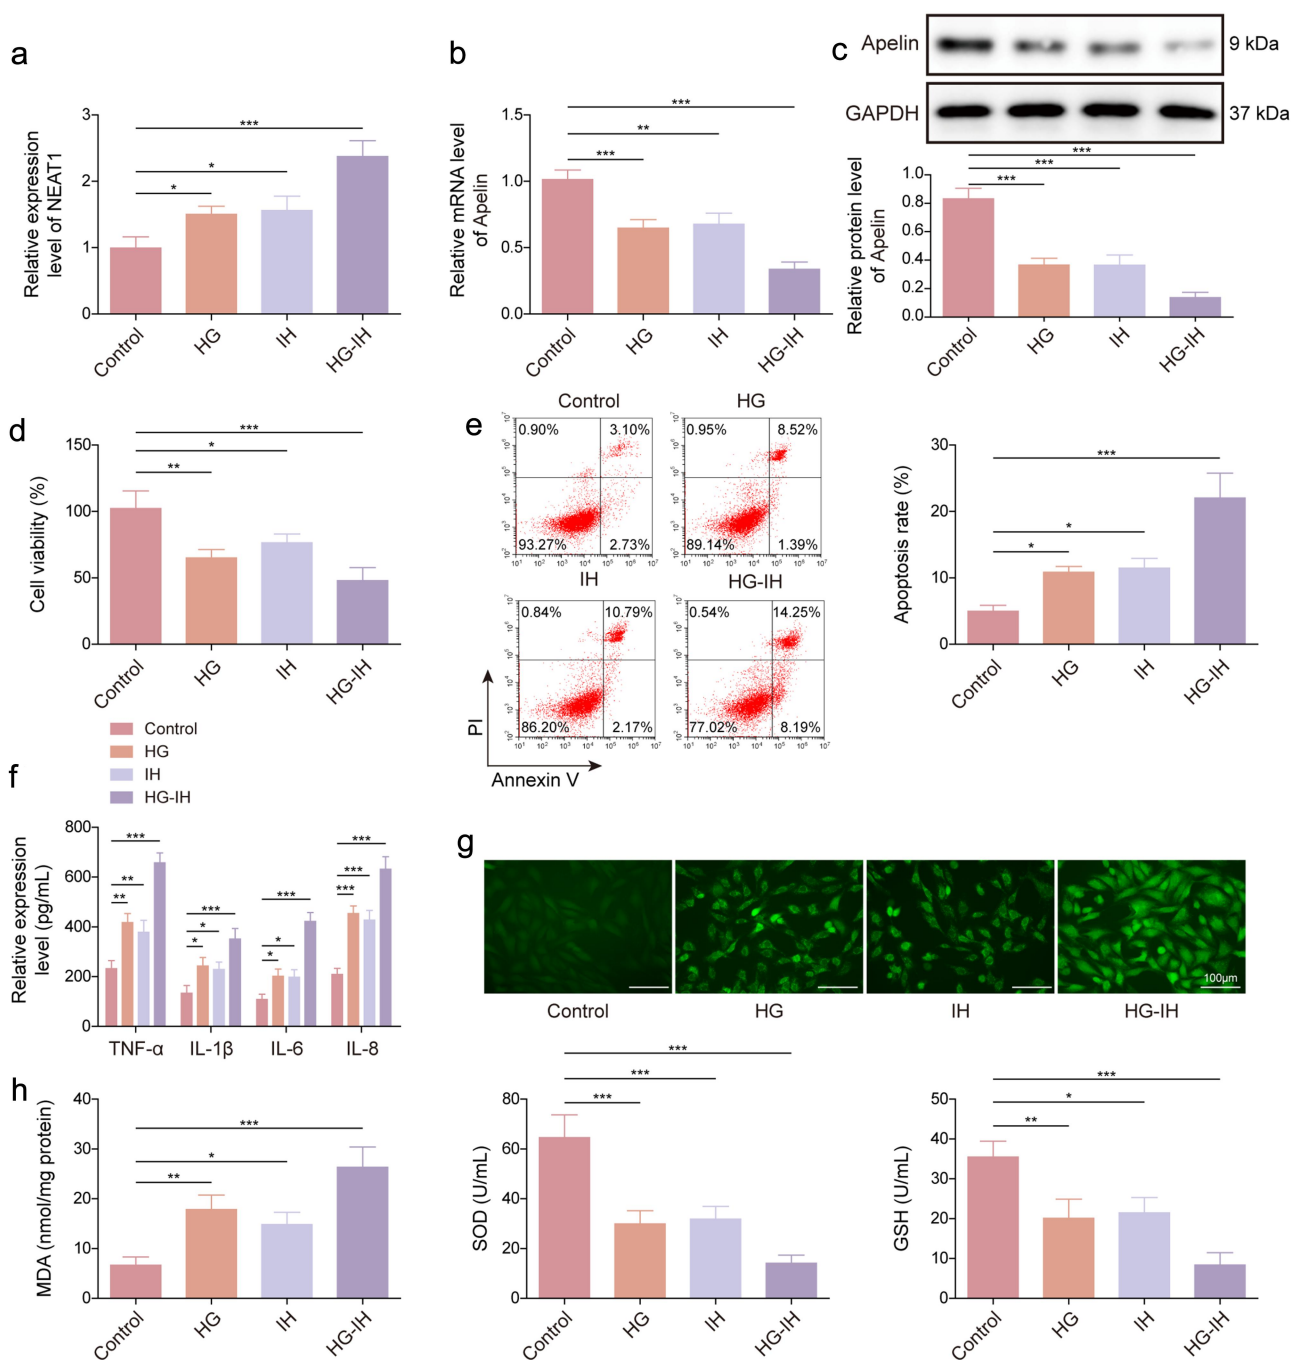 a
Relative expression
level of NEAT1
3
2
1
0
***
*
*
Control
HG
IH
HG-IH
b
Relative mRNA level
of Apelin
1.5
1.0
0.5
0.0
***
**
***
Control
HG
IH
HG-IH
c
Apelin
9 kDa
GAPDH
37 kDa
Relative protein level
of Apelin
1.0
0.8
0.6
0.4
0.2
0.0
***
***
***
Control
HG
IH
HG-IH
d
Cell viability (%)
150
100
50
0
***
*
**
Control
HG
IH
HG-IH
e
Control
0.90%
3.10%
93.27%
2.73%
HG
0.95%
8.52%
89.14%
1.39%
IH
0.84%
10.79%
86.20%
2.17%
HG-IH
0.54%
14.25%
77.02%
8.19%
PI
Annexin V
Apoptosis rate (%)
30
20
10
0
***
*
*
Control
HG
IH
HG-IH
f
Control
HG
IH
HG-IH
Relative expression
level (pg/mL)
800
600
400
200
0
***
**
**
***
*
*
***
*
*
***
***
***
TNF-α
IL-1β
IL-6
IL-8
g
100μm
Control
HG
IH
HG-IH
h
MDA (nmol/mg protein)
40
30
20
10
0
***
*
**
Control
HG
IH
HG-IH
SOD (U/mL)
80
60
40
20
0
***
***
***
Control
HG
IH
HG-IH
GSH (U/mL)
50
40
30
20
10
0
***
*
**
Control
HG
IH
HG-IH